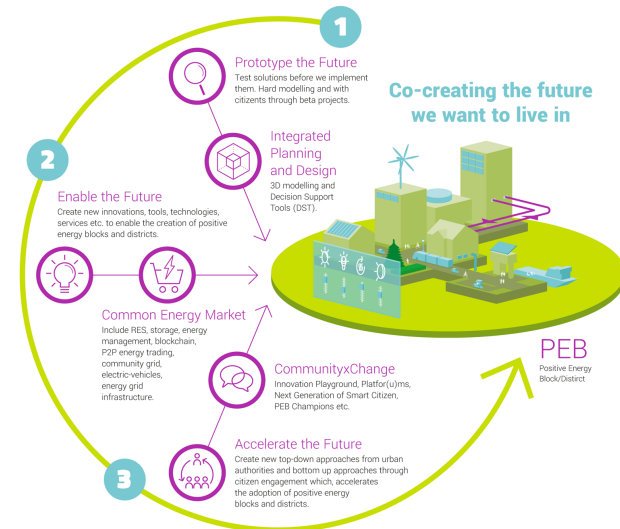 1
Prototype the Future
Test solutions before we implement
them. Hard modelling and with
citizents through beta projects.
Co-creating the future
we want to live in
Integrated
Planning
and Design
3D modelling and
Decision Support
Tools (DST).
2
Enable the Future
Create new innovations, tools, technologies,
services etc. to enable the creation of positive
energy blocks and districts.
Common Energy Market
Include RES, storage, energy
management, blockchain,
P2P energy trading,
community grid,
electric-vehicles,
energy grid
infrastructure.
CommunityxChange
Innovation Playground, Platfor(u)ms,
Next Generation of Smart Citizen,
PEB Champions etc.
PEB
Positive Energy
Block/Distirct
3
Accelerate the Future
Create new top-down approaches from urban
authorities and bottom up approaches through
citizen engagement which, accelerates
the adoption of positive energy
blocks and districts.